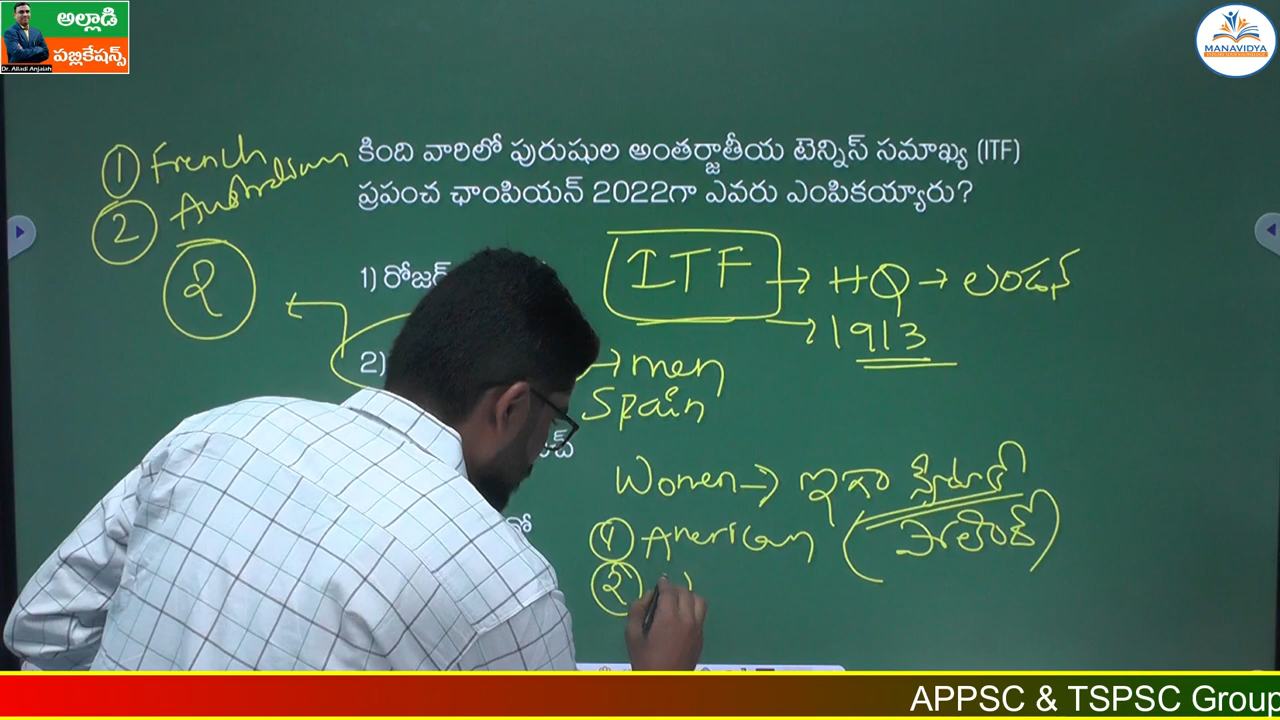 అల్లాడి
పబ్లికేషన్స్
Dr. Alladi Anjaiah
MANAVIDYA
కింది వారిలో పురుషుల అంతర్జాతీయ టెన్నిస్ సమాఖ్య (ITF)
ప్రపంచ ఛాంపియన్ 2022గా ఎవరు ఎంపికయ్యారు?
① French
② Australian
2
1) రోజర్
ITF → HQ → లండన్
→ 1913
2)
→ men
Spain
Women → ఇగా స్వియాటెక్
① American (పోలండ్)
②
APPSC & TSPSC Group